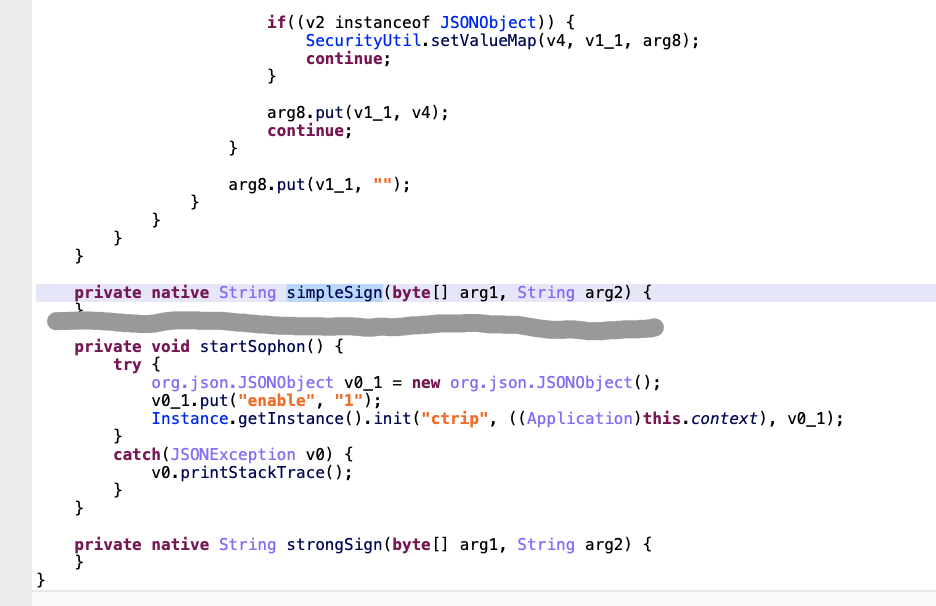 if((v2 instanceof JSONObject)) {
SecurityUtil.setValueMap(v4, v1_1, arg8);
continue;
}
arg8.put(v1_1, v4);
continue;
}
arg8.put(v1_1, "");
}
}
}
}
private native String simpleSign(byte[] arg1, String arg2) {
}
private void startSophon() {
try {
org.json.JSONObject v0_1 = new org.json.JSONObject();
v0_1.put("enable", "1");
Instance.getInstance().init("ctrip", ((Application)this.context), v0_1);
}
catch(JSONException v0) {
v0.printStackTrace();
}
}
private native String strongSign(byte[] arg1, String arg2) {
}
}